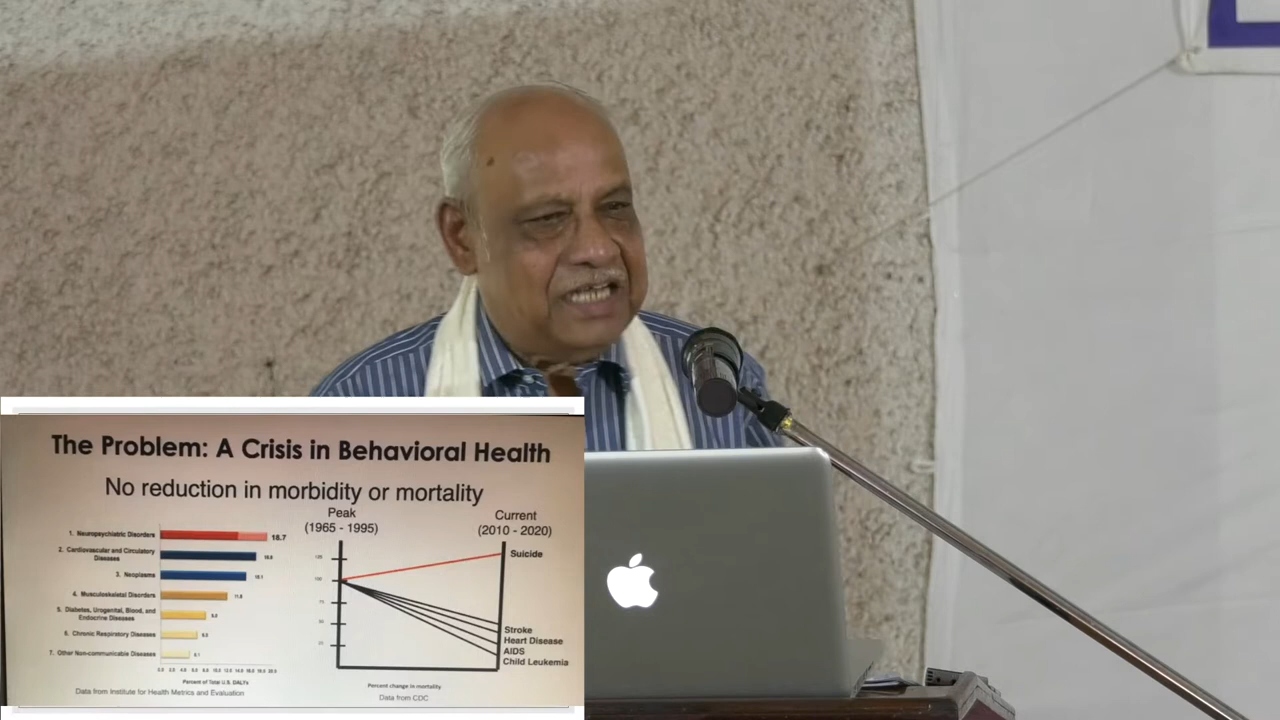 The Problem: A Crisis in Behavioral Health
No reduction in morbidity or mortality
1. Neuropsychiatric Disorders
18.7
2. Cardiovascular and Circulatory
Diseases
3. Neoplasms
4. Musculoskeletal Disorders
5. Diabetes, Urogenital, Blood, and
Endocrine Diseases
6. Chronic Respiratory Diseases
7. Other Non-communicable Diseases
Percent of Total U.S. DALYs
Data from Institute for Health Metrics and Evaluation
Peak
(1965 - 1995)
Current
(2010 - 2020)
Suicide
Stroke
Heart Disease
AIDS
Child Leukemia
Percent change in mortality
Data from CDC